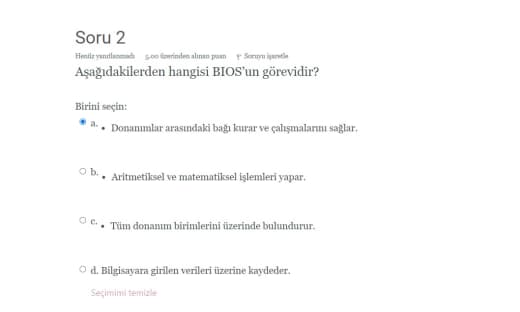 Soru 2
Henüz yanıtlanmadı 5,00 üzerinden alınan puan Soruyu işaretle
Aşağıdakilerden hangisi BIOS'un görevidir?
Birini seçin:
a. • Donanımlar arasındaki bağı kurar ve çalışmalarını sağlar.
b. • Aritmetiksel ve matematiksel işlemleri yapar.
c. • Tüm donanım birimlerini üzerinde bulundurur.
d. Bilgisayara girilen verileri üzerine kaydeder.
Seçimimi temizle